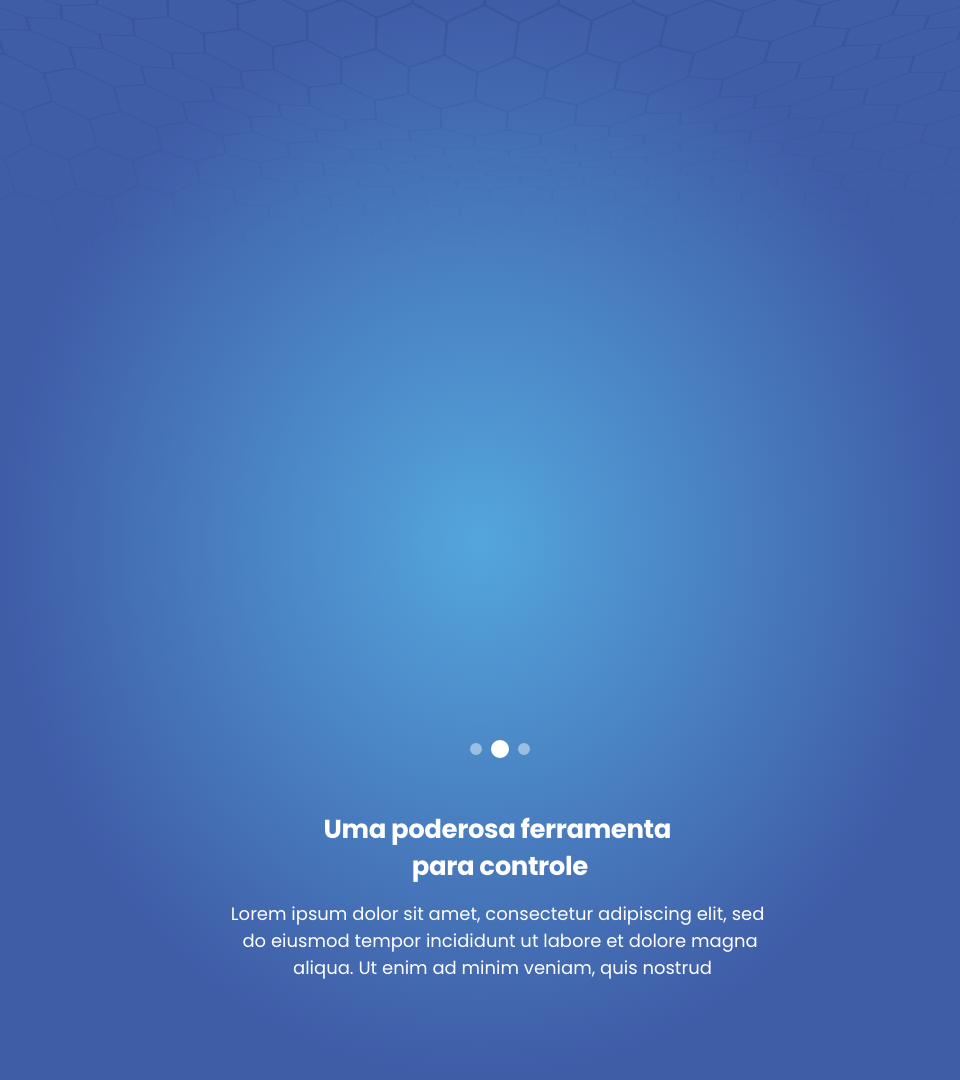 Uma poderosa ferramenta
para controle
Lorem ipsum dolor sit amet, consectetur adipiscing elit, sed
do eiusmod tempor incididunt ut labore et dolore magna
aliqua. Ut enim ad minim veniam, quis nostrud